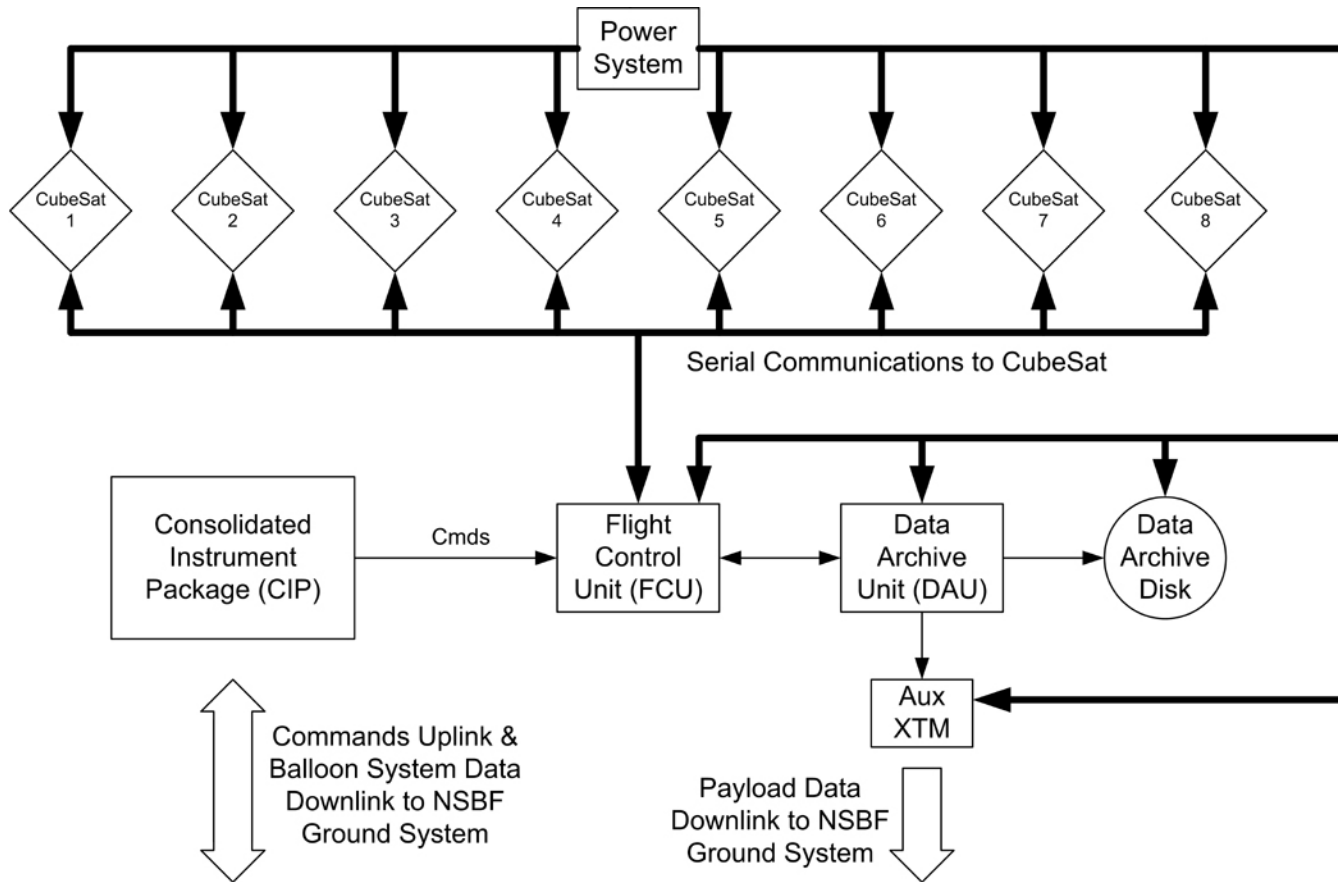 Power
System
CubeSat
1
CubeSat
2
CubeSat
3
CubeSat
4
CubeSat
5
CubeSat
6
CubeSat
7
CubeSat
8
Serial Communications to CubeSat
Consolidated
Instrument
Package (CIP)
Cmds
Flight
Control
Unit (FCU)
Data
Archive
Unit (DAU)
Data
Archive
Disk
Aux
XTM
Commands Uplink &
Balloon System Data
Downlink to NSBF
Ground System
Payload Data
Downlink to NSBF
Ground System